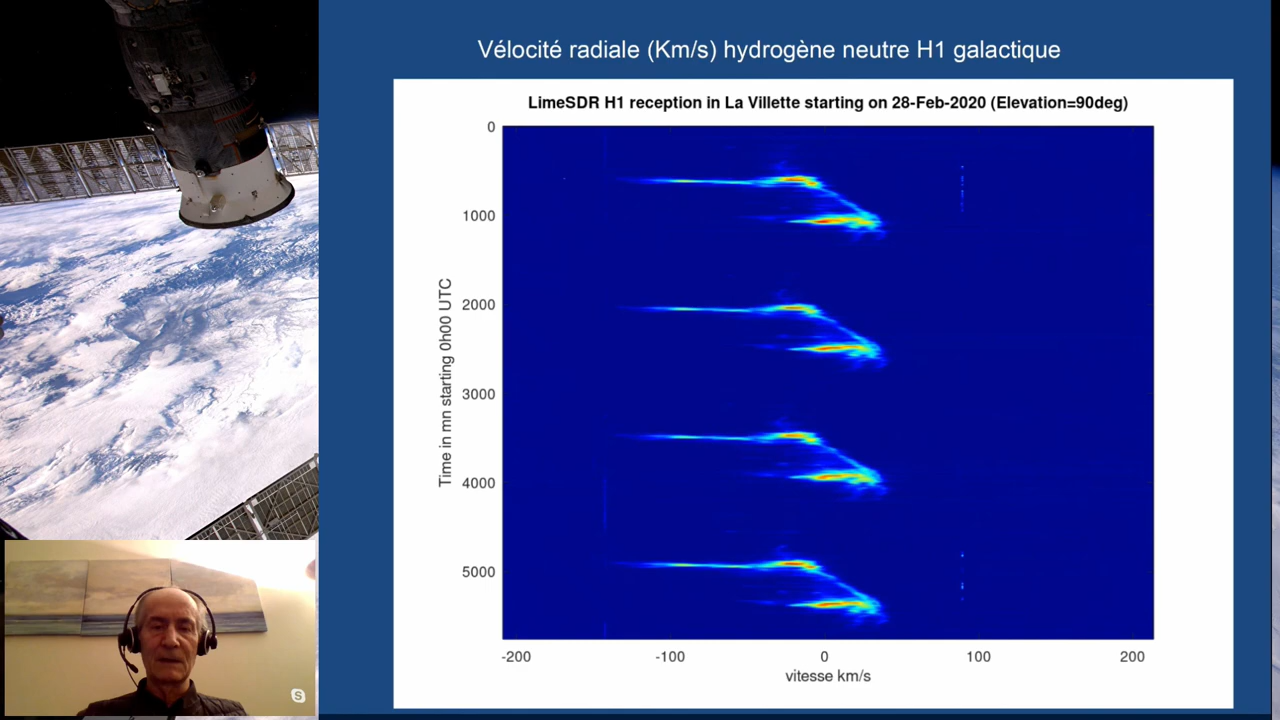 Vélocité radiale (Km/s) hydrogène neutre H1 galactique
LimeSDR H1 reception in La Villette starting on 28-Feb-2020 (Elevation=90deg)
0
1000
2000
3000
4000
5000
Time in mn starting 0h00 UTC
-200 -100 0 100 200
vitesse km/s
S